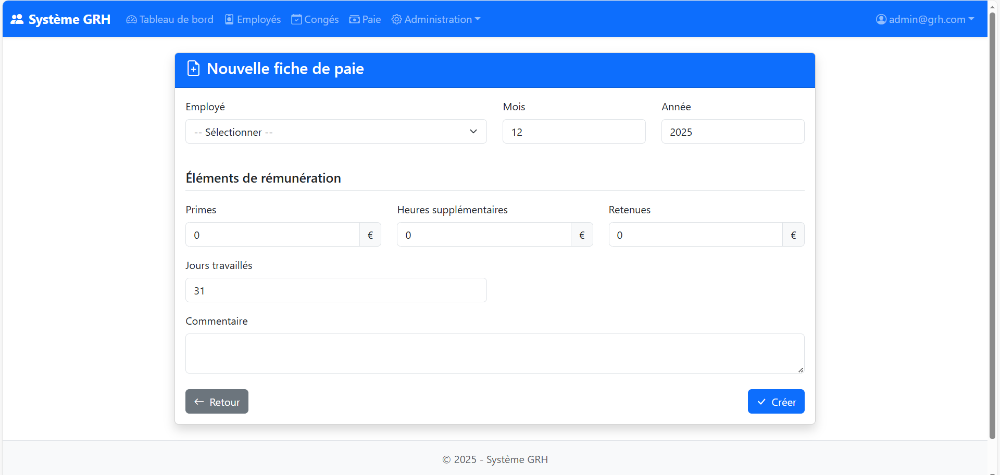 Système GRH Tableau de bord Employés Congés Paie Administration admin@grh.com
Nouvelle fiche de paie
Employé Mois Année
-- Sélectionner -- 12 2025
Éléments de rémunération
Primes Heures supplémentaires Retenues
0 € 0 € 0 €
Jours travaillés
31
Commentaire
Retour Créer
© 2025 - Système GRH